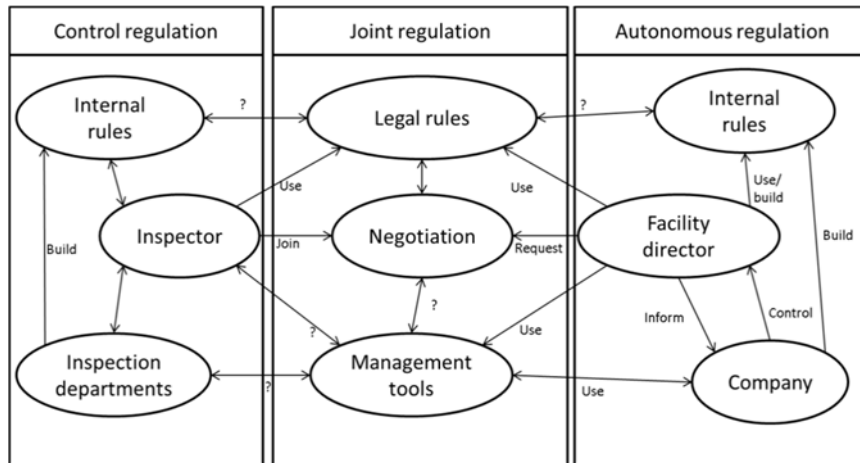 Control regulation
Joint regulation
Autonomous regulation
Internal
rules
?
Legal rules
?
Internal
rules
Use
Use
Use/
build
Inspector
Join
Negotiation
Request
Facility
director
Build
Build
?
?
Use
Inform
Control
Inspection
departments
?
Management
tools
Use
Company